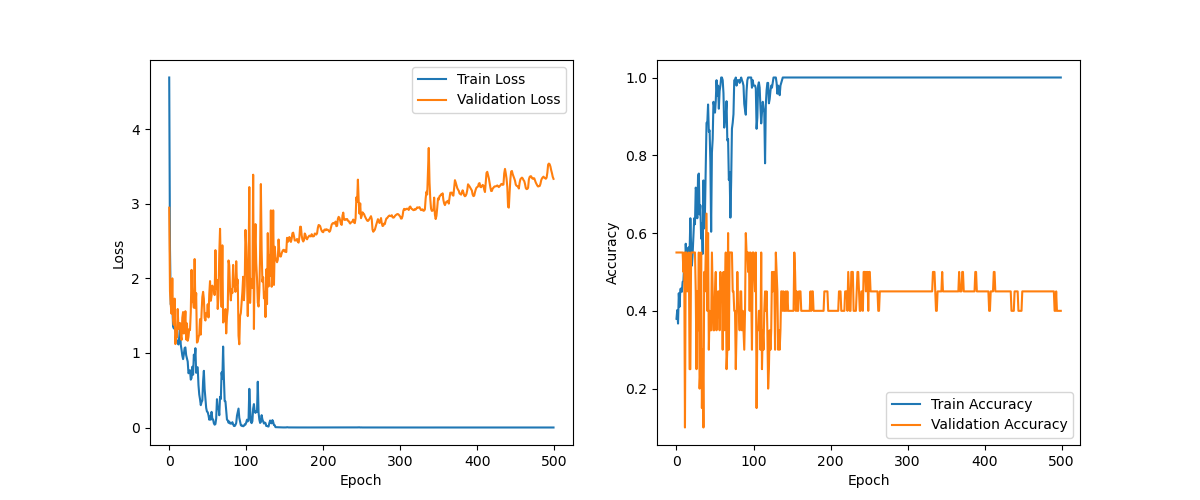 Train Loss
Validation Loss
4
3
2
1
0
Loss
0
100
200
300
400
500
Epoch
1.0
0.8
0.6
0.4
0.2
Accuracy
Train Accuracy
Validation Accuracy
0
100
200
300
400
500
Epoch